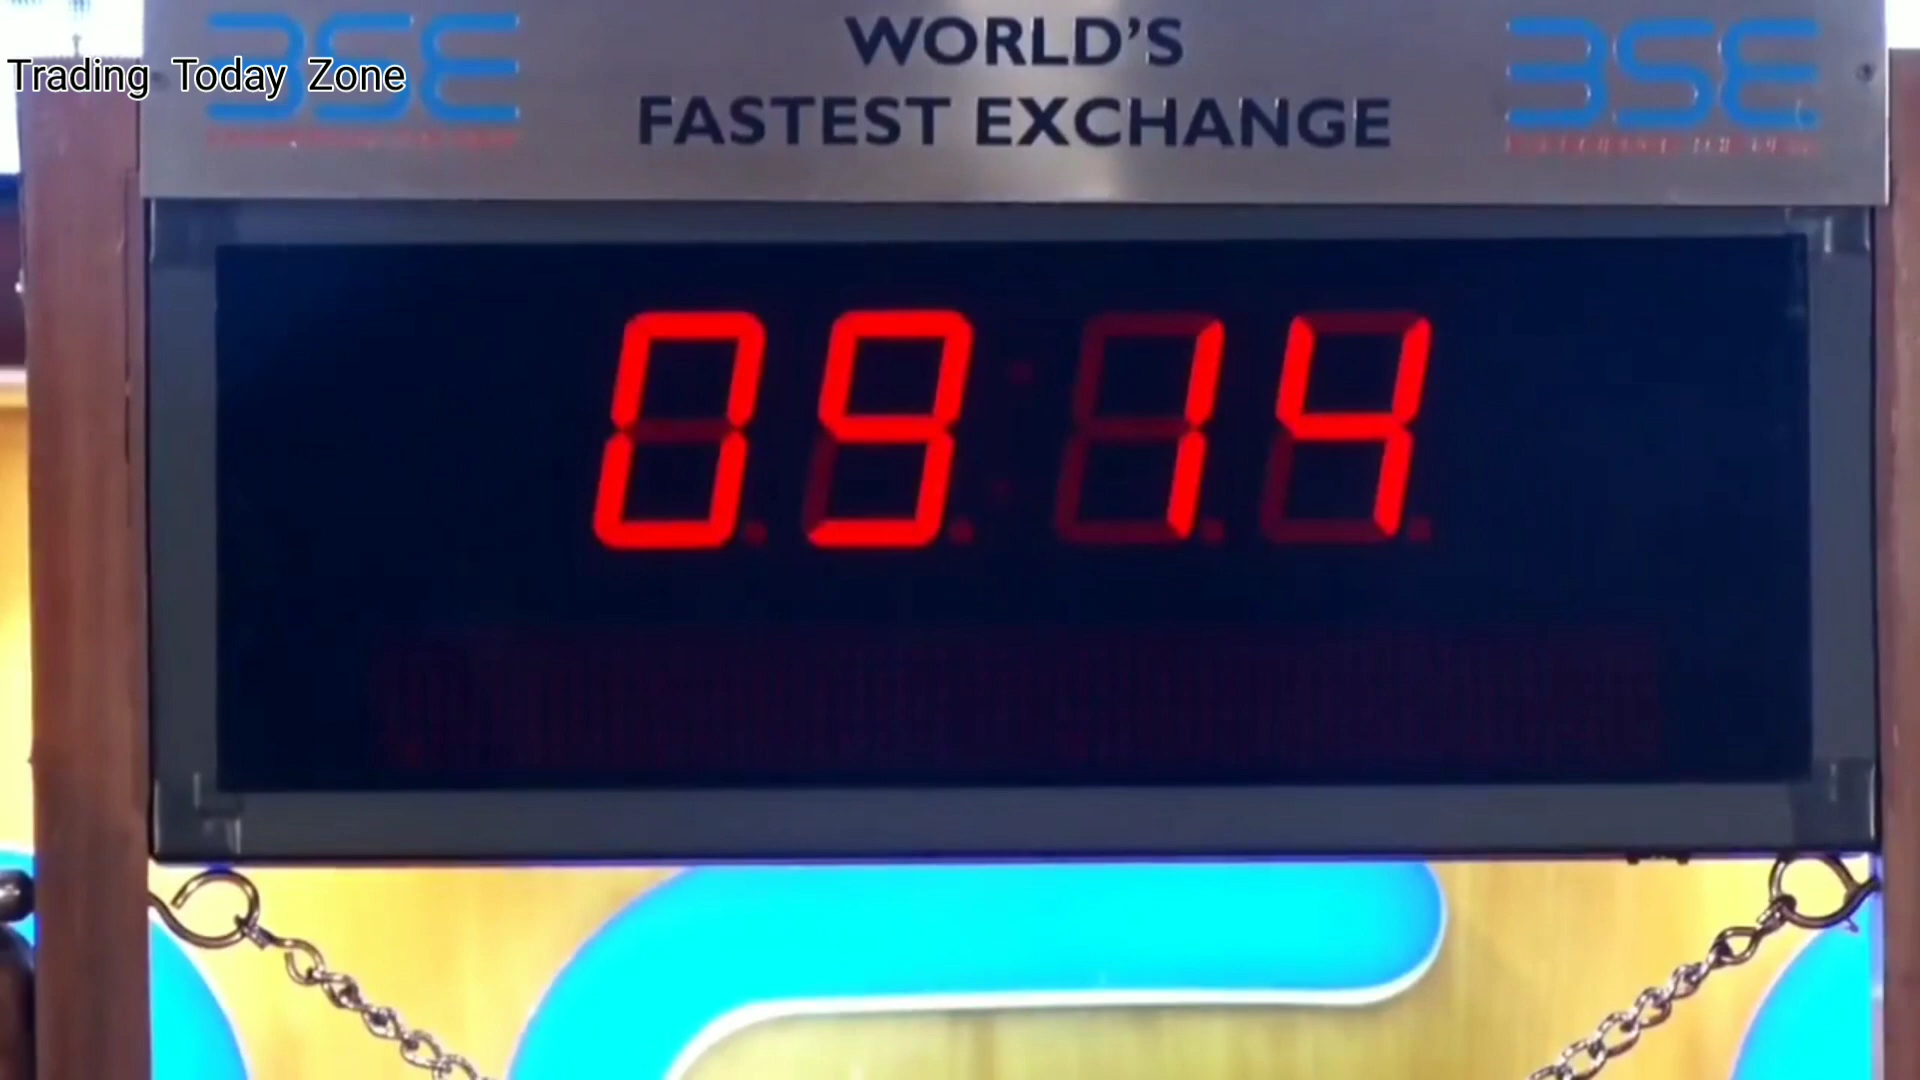 Trading Today Zone
BSE
WORLD'S
FASTEST EXCHANGE
BSE
09 14